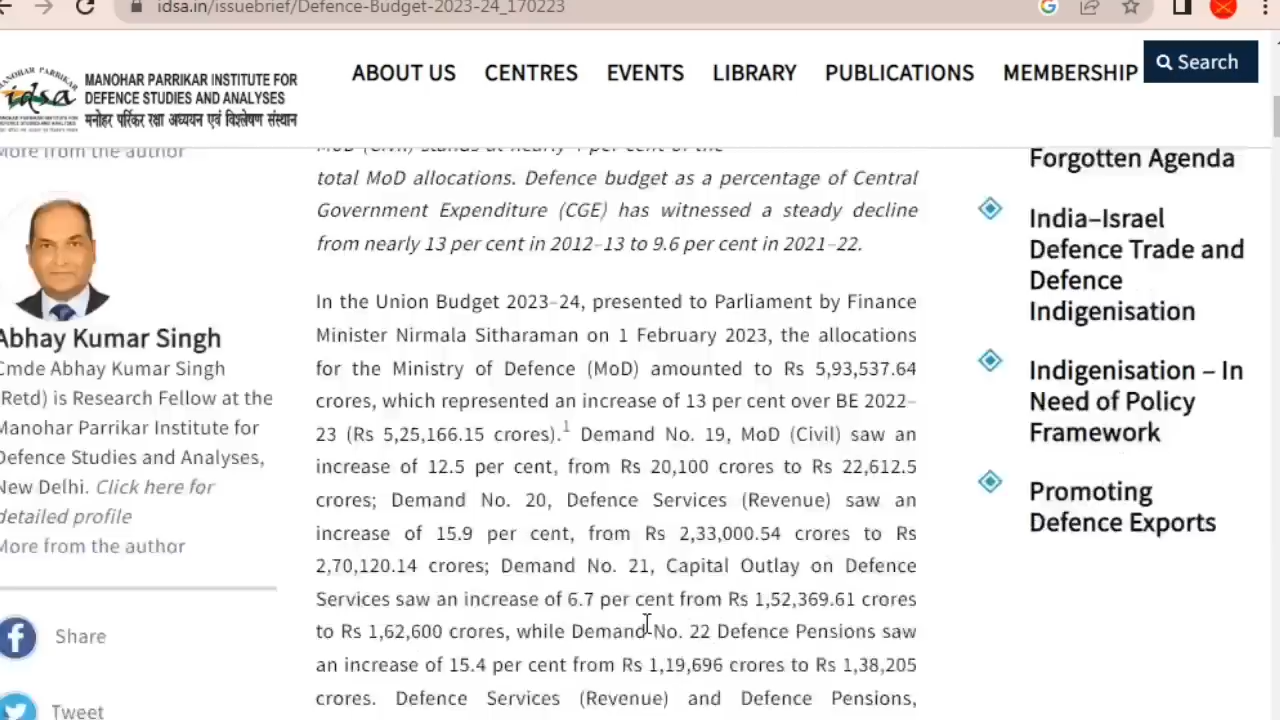 idsa.in/issuebrief/Defence-Budget-2023-24_170223
MANOHAR PARRIKAR INSTITUTE FOR
DEFENCE STUDIES AND ANALYSES
मनोहर पर्रिकर रक्षा अध्ययन एवं विश्लेषण संस्थान
idsa
ABOUT US
CENTRES
EVENTS
LIBRARY
PUBLICATIONS
MEMBERSHIP
Search
More from the author
Abhay Kumar Singh
Cmde Abhay Kumar Singh
(Retd) is Research Fellow at the
Manohar Parrikar Institute for
Defence Studies and Analyses,
New Delhi. Click here for
detailed profile
More from the author
Share
Tweet
MoD (Civil) stands at nearly 4 per cent of the
total MoD allocations. Defence budget as a percentage of Central
Government Expenditure (CGE) has witnessed a steady decline
from nearly 13 per cent in 2012–13 to 9.6 per cent in 2021–22.
In the Union Budget 2023–24, presented to Parliament by Finance
Minister Nirmala Sitharaman on 1 February 2023, the allocations
for the Ministry of Defence (MoD) amounted to Rs 5,93,537.64
crores, which represented an increase of 13 per cent over BE 2022–
23 (Rs 5,25,166.15 crores).1 Demand No. 19, MoD (Civil) saw an
increase of 12.5 per cent, from Rs 20,100 crores to Rs 22,612.5
crores; Demand No. 20, Defence Services (Revenue) saw an
increase of 15.9 per cent, from Rs 2,33,000.54 crores to Rs
2,70,120.14 crores; Demand No. 21, Capital Outlay on Defence
Services saw an increase of 6.7 per cent from Rs 1,52,369.61 crores
to Rs 1,62,600 crores, while Demand No. 22 Defence Pensions saw
an increase of 15.4 per cent from Rs 1,19,696 crores to Rs 1,38,205
crores. Defence Services (Revenue) and Defence Pensions,
Forgotten Agenda
India–Israel
Defence Trade and
Defence
Indigenisation
Indigenisation – In
Need of Policy
Framework
Promoting
Defence Exports